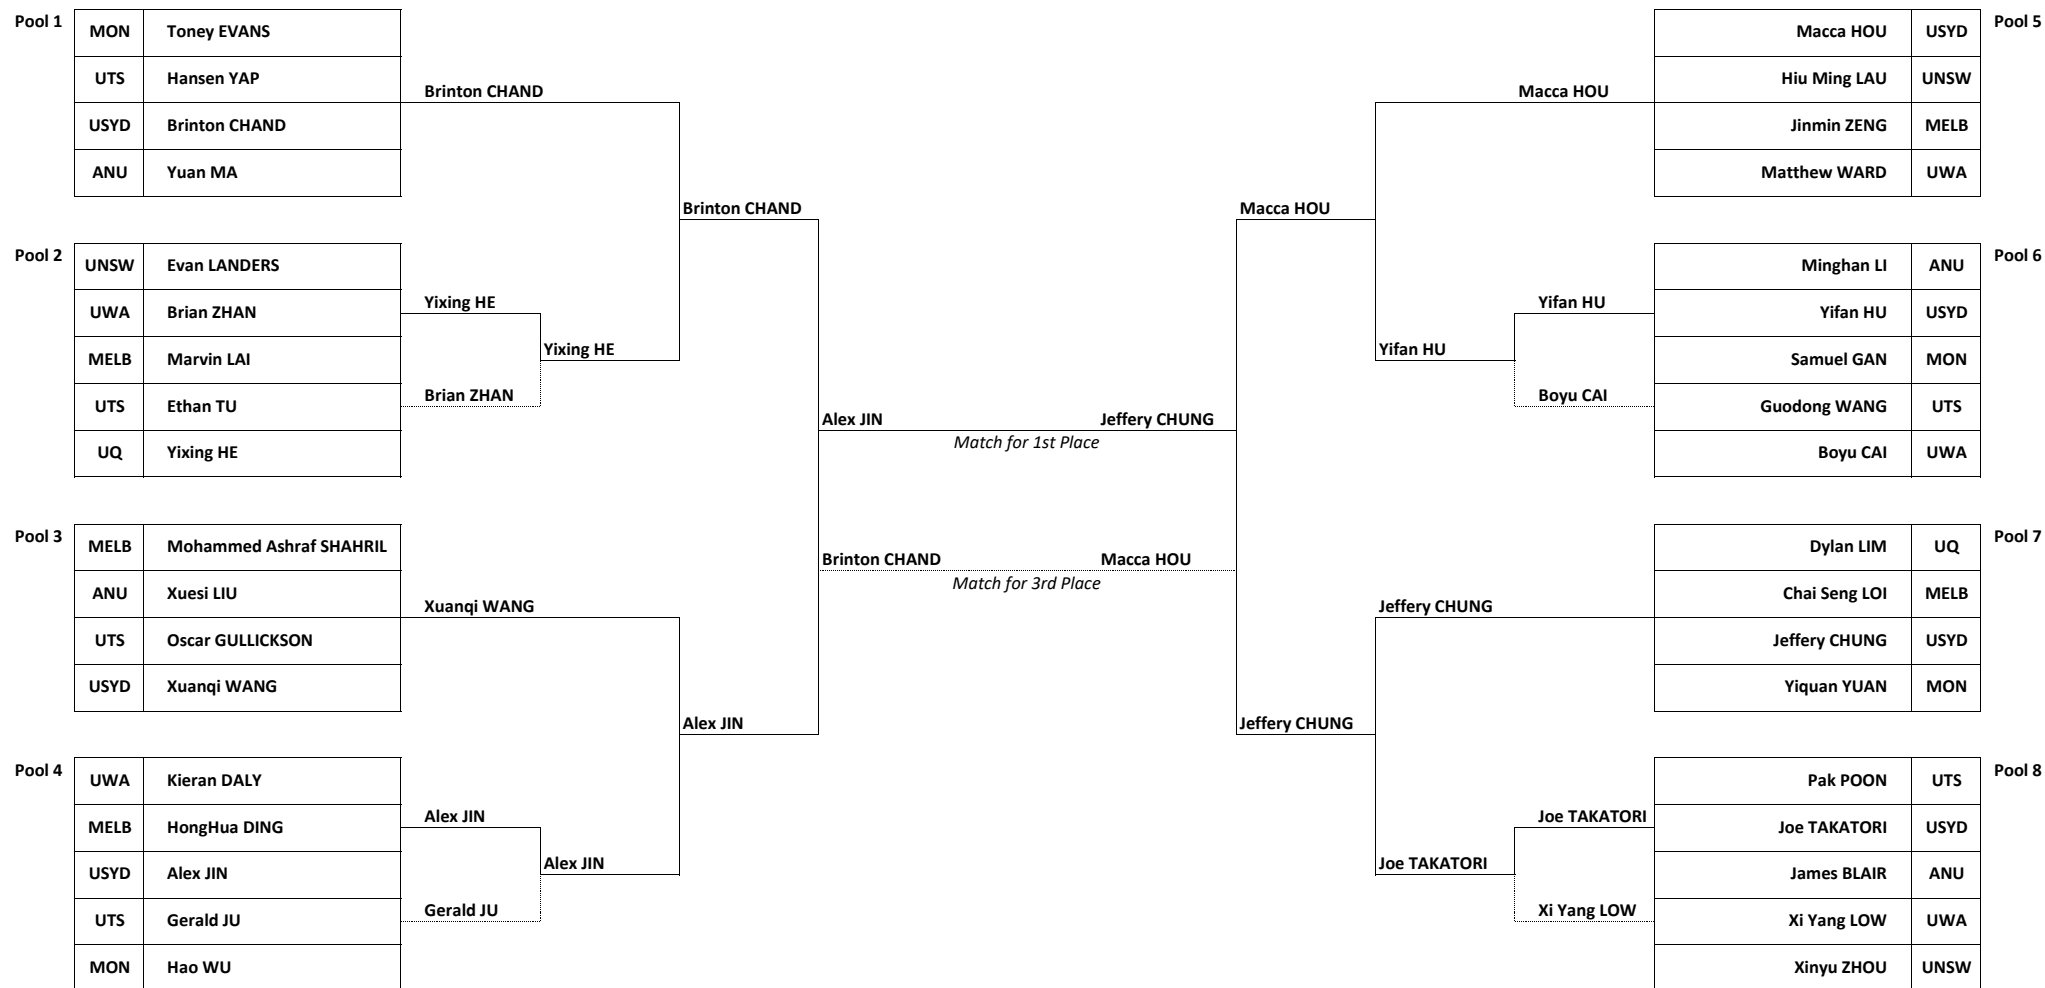 Pool 1
MON Toney EVANS
UTS Hansen YAP
USYD Brinton CHAND
ANU Yuan MA
Pool 2
UNSW Evan LANDERS
UWA Brian ZHAN
MELB Marvin LAI
UTS Ethan TU
UQ Yixing HE
Pool 3
MELB Mohammed Ashraf SHAHRIL
ANU Xuesi LIU
UTS Oscar GULLICKSON
USYD Xuanqi WANG
Pool 4
UWA Kieran DALY
MELB HongHua DING
USYD Alex JIN
UTS Gerald JU
MON Hao WU
Brinton CHAND
Yixing HE
Brian ZHAN
Xuanqi WANG
Alex JIN
Gerald JU
Yixing HE
Alex JIN
Brinton CHAND
Alex JIN
Alex JIN
Jeffery CHUNG
Match for 1st Place
Brinton CHAND
Macca HOU
Match for 3rd Place
Macca HOU
Jeffery CHUNG
Yifan HU
Jeffery CHUNG
Joe TAKATORI
Macca HOU
Yifan HU
Boyu CAI
Joe TAKATORI
Xi Yang LOW
Pool 5
Macca HOU USYD
Hiu Ming LAU UNSW
Jinmin ZENG MELB
Matthew WARD UWA
Pool 6
Minghan LI ANU
Yifan HU USYD
Samuel GAN MON
Guodong WANG UTS
Boyu CAI UWA
Pool 7
Dylan LIM UQ
Chai Seng LOI MELB
Jeffery CHUNG USYD
Yiquan YUAN MON
Pool 8
Pak POON UTS
Joe TAKATORI USYD
James BLAIR ANU
Xi Yang LOW UWA
Xinyu ZHOU UNSW